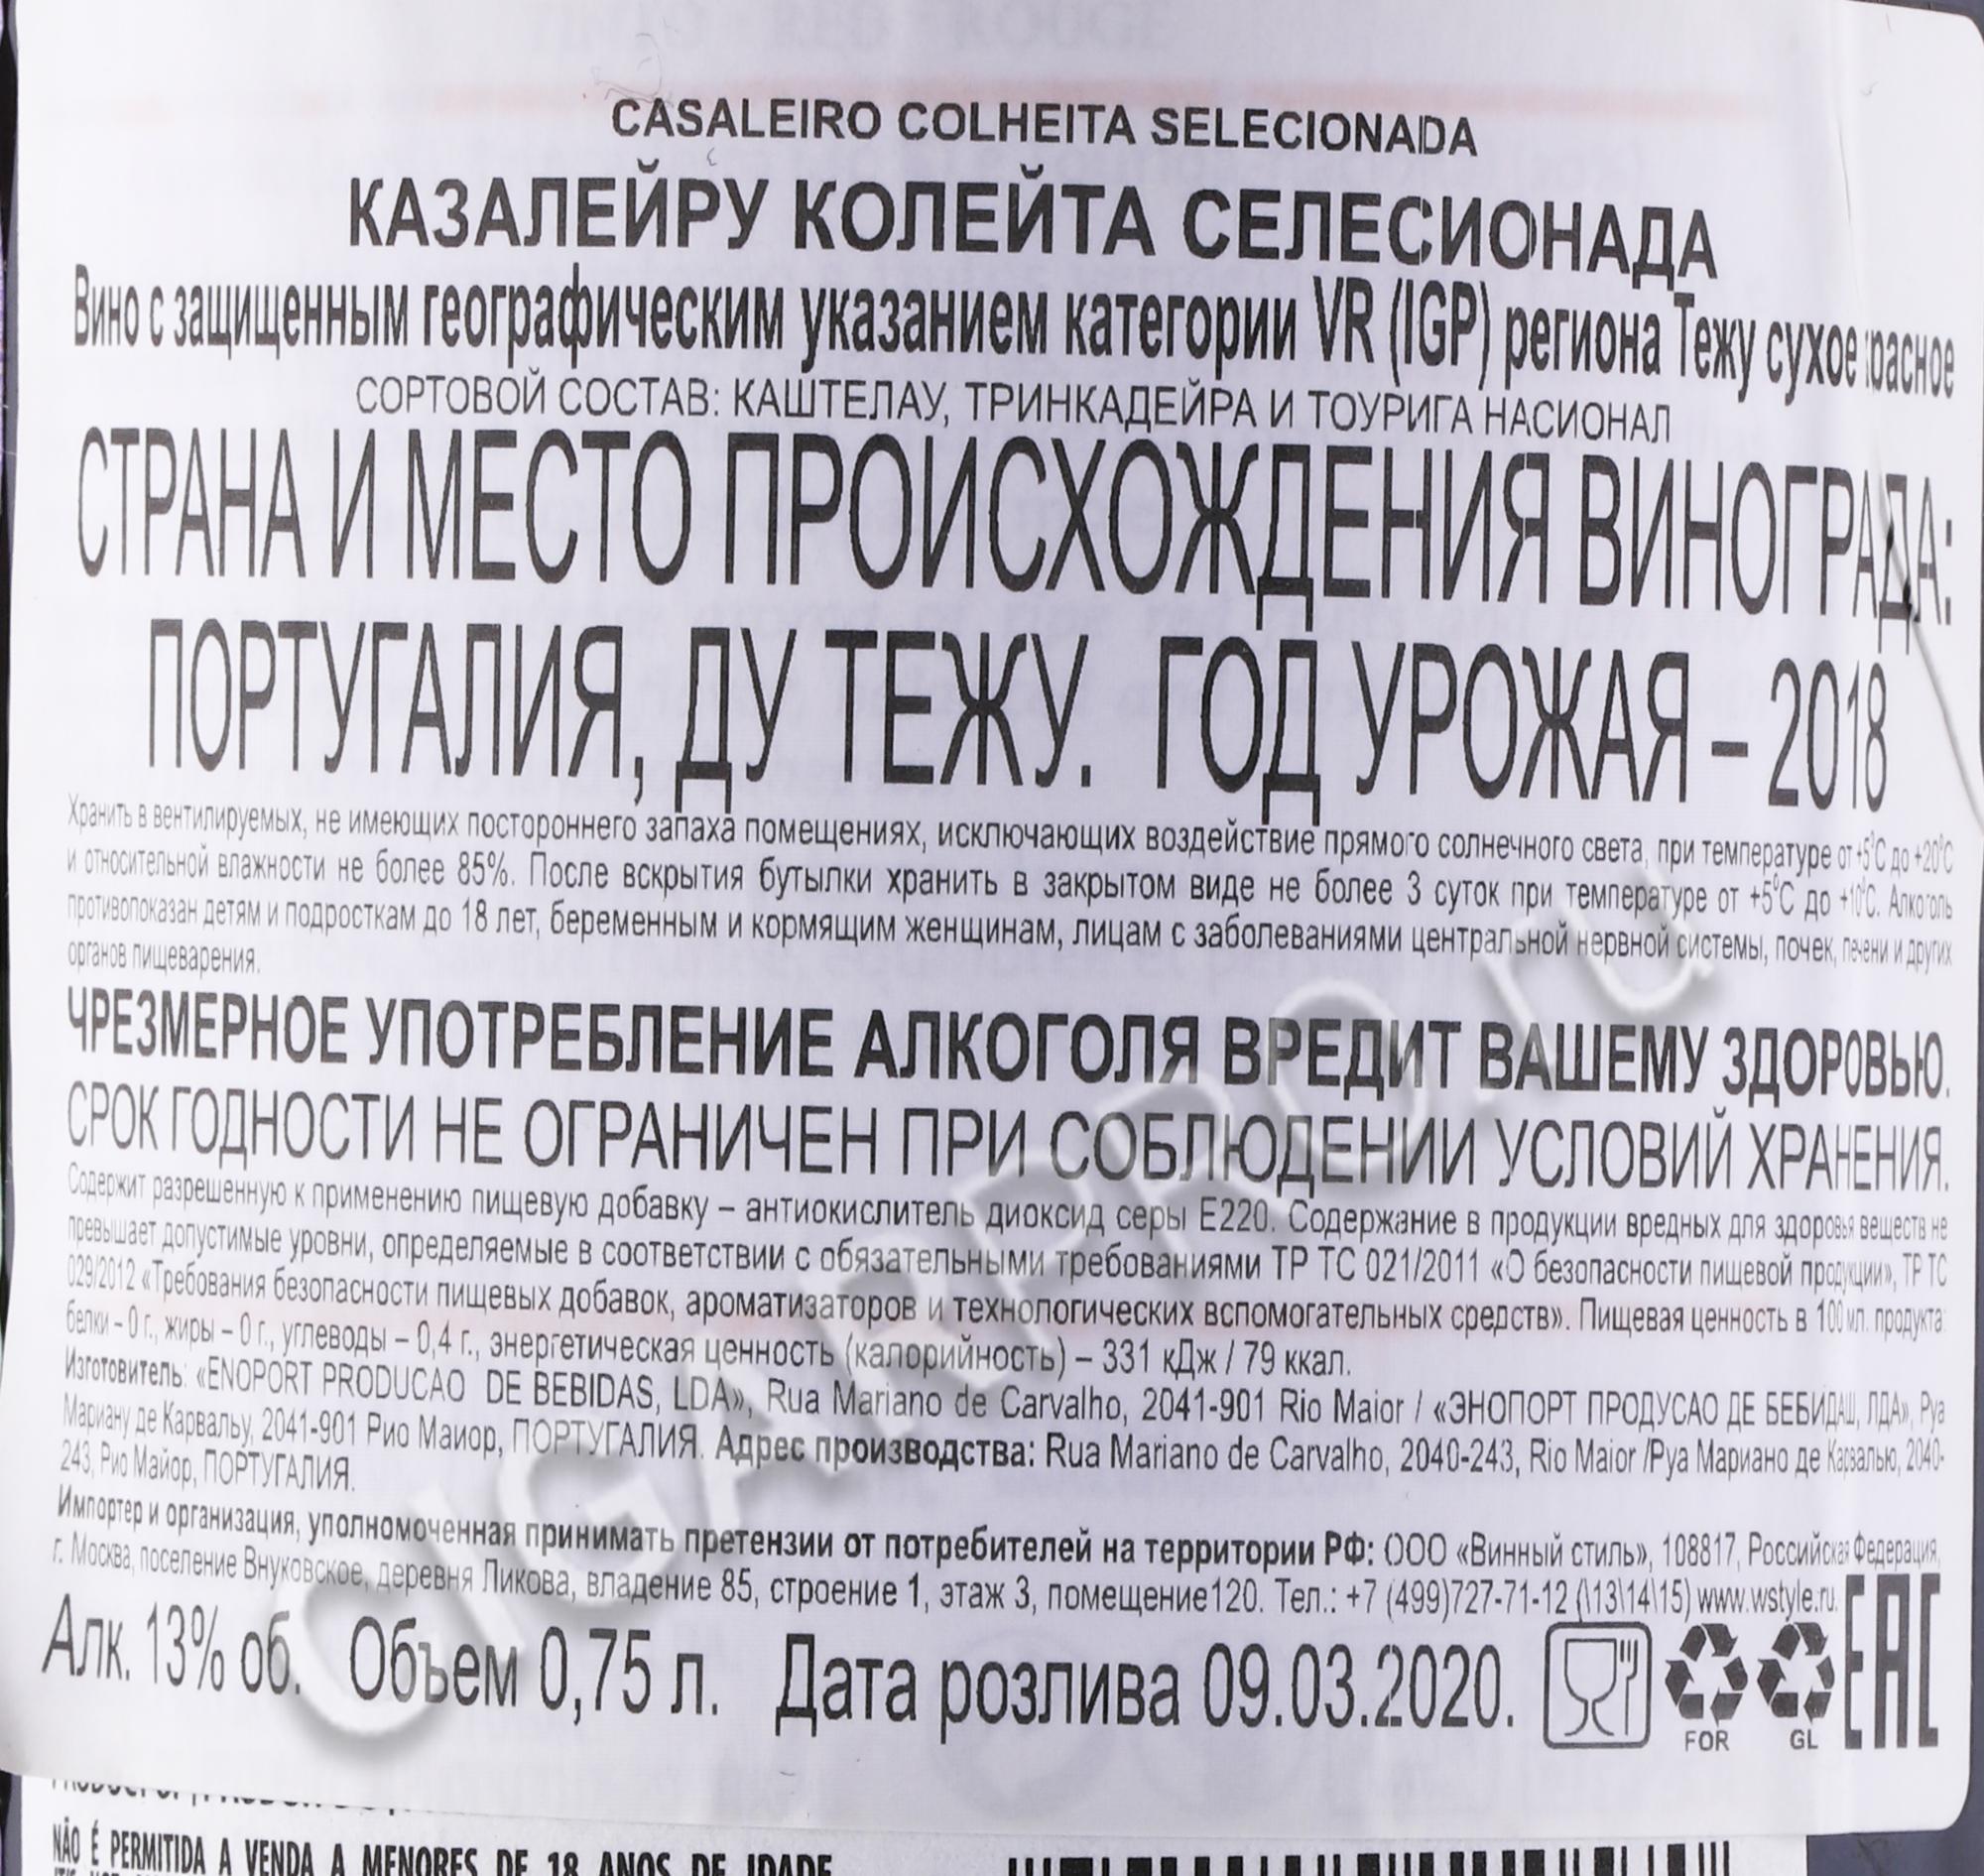 TINTO · RED · ROUGE
CASALEIRO COLHEITA SELECIONADA
КАЗАЛЕЙРУ КОЛЕЙТА СЕЛЕСИОНАДА
Вино с защищенным географическим указанием категории VR (IGP) региона Тежу сухое красное
СОРТОВОЙ СОСТАВ: КАШТЕЛАУ, ТРИНКАДЕЙРА И ТОУРИГА НАСИОНАЛ
СТРАНА И МЕСТО ПРОИСХОЖДЕНИЯ ВИНОГРАДА:
ПОРТУГАЛИЯ, ДУ ТЕЖУ. ГОД УРОЖАЯ – 2018
Хранить в вентилируемых, не имеющих постороннего запаха помещениях, исключающих воздействие прямого солнечного света, при температуре от +5°С до +20°С
и относительной влажности не более 85%. После вскрытия бутылки хранить в закрытом виде не более 3 суток при температуре от +5°С до +10°С. Алкоголь
противопоказан детям и подросткам до 18 лет, беременным и кормящим женщинам, лицам с заболеваниями центральной нервной системы, почек, печени и других
органов пищеварения.
ЧРЕЗМЕРНОЕ УПОТРЕБЛЕНИЕ АЛКОГОЛЯ ВРЕДИТ ВАШЕМУ ЗДОРОВЬЮ.
СРОК ГОДНОСТИ НЕ ОГРАНИЧЕН ПРИ СОБЛЮДЕНИИ УСЛОВИЙ ХРАНЕНИЯ.
Содержит разрешенную к применению пищевую добавку – антиокислитель диоксид серы Е220. Содержание в продукции вредных для здоровья веществ не
превышает допустимые уровни, определяемые в соответствии с обязательными требованиями ТР ТС 021/2011 «О безопасности пищевой продукции», ТР ТС
029/2012 «Требования безопасности пищевых добавок, ароматизаторов и технологических вспомогательных средств». Пищевая ценность в 100 мл. продукта:
белки – 0 г., жиры – 0 г., углеводы – 0,4 г., энергетическая ценность (калорийность) – 331 кДж / 79 ккал.
Изготовитель: «ENOPORT PRODUCAO DE BEBIDAS, LDA», Rua Mariano de Carvalho, 2041-901 Rio Maior / «ЭНОПОРТ ПРОДУСАО ДЕ БЕБИДАШ, ЛДА», Руа
Мариану де Карвальу, 2041-901 Рио Маиор, ПОРТУГАЛИЯ. Адрес производства: Rua Mariano de Carvalho, 2040-243, Rio Maior /Руа Мариано де Карвалью, 2040-
243, Рио Майор, ПОРТУГАЛИЯ.
Импортер и организация, уполномоченная принимать претензии от потребителей на территории РФ: ООО «Винный стиль», 108817, Российская Федерация,
г. Москва, поселение Внуковское, деревня Ликова, владение 85, строение 1, этаж 3, помещение120. Тел.: +7 (499)727-71-12 (\13\14\15) www.wstyle.ru.
Алк. 13% об. Объем 0,75 л. Дата розлива 09.03.2020.
FOR GL EAC
CIGARPRO.ru
NÃO É PERMITIDA A VENDA A MENORES DE 18 ANOS DE IDADE